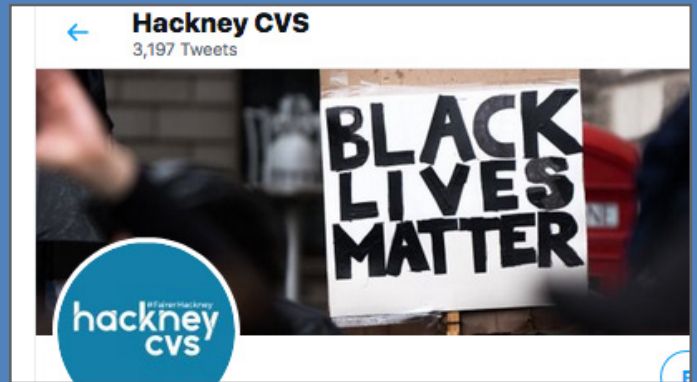 Hackney CVS
3,197 Tweets
BLACK
LIVES
MATTER
#FairerHackney
hackney
cvs